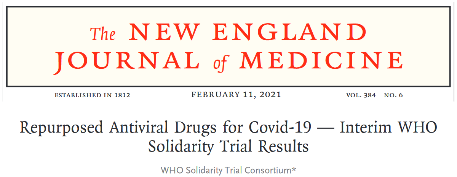 The NEW ENGLAND
JOURNAL of MEDICINE
ESTABLISHED IN 1812
FEBRUARY 11, 2021
VOL. 384 NO. 6
Repurposed Antiviral Drugs for Covid-19 — Interim WHO
Solidarity Trial Results
WHO Solidarity Trial Consortium*